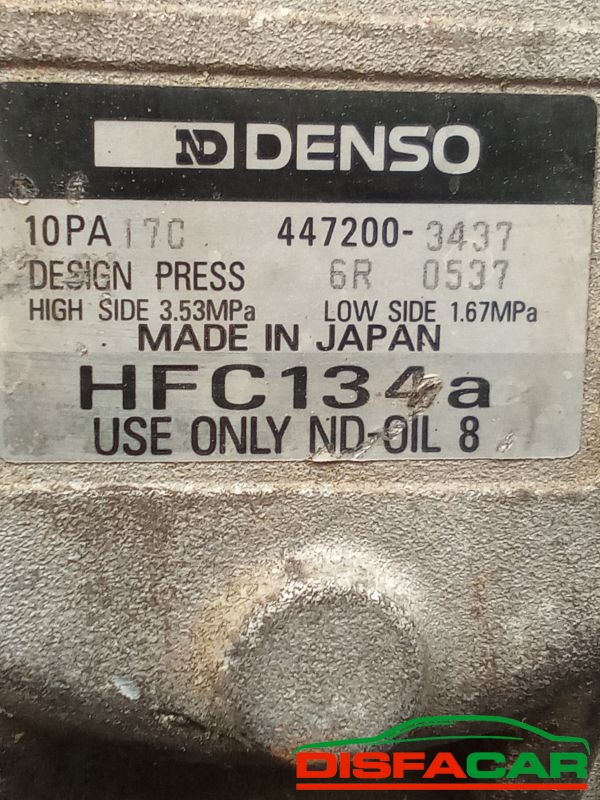 ND DENSO
10PA17C 447200-3437
DESIGN PRESS 6R 0537
HIGH SIDE 3.53MPa LOW SIDE 1.67MPa
MADE IN JAPAN
HFC134a
USE ONLY ND-OIL 8
DISFACAR